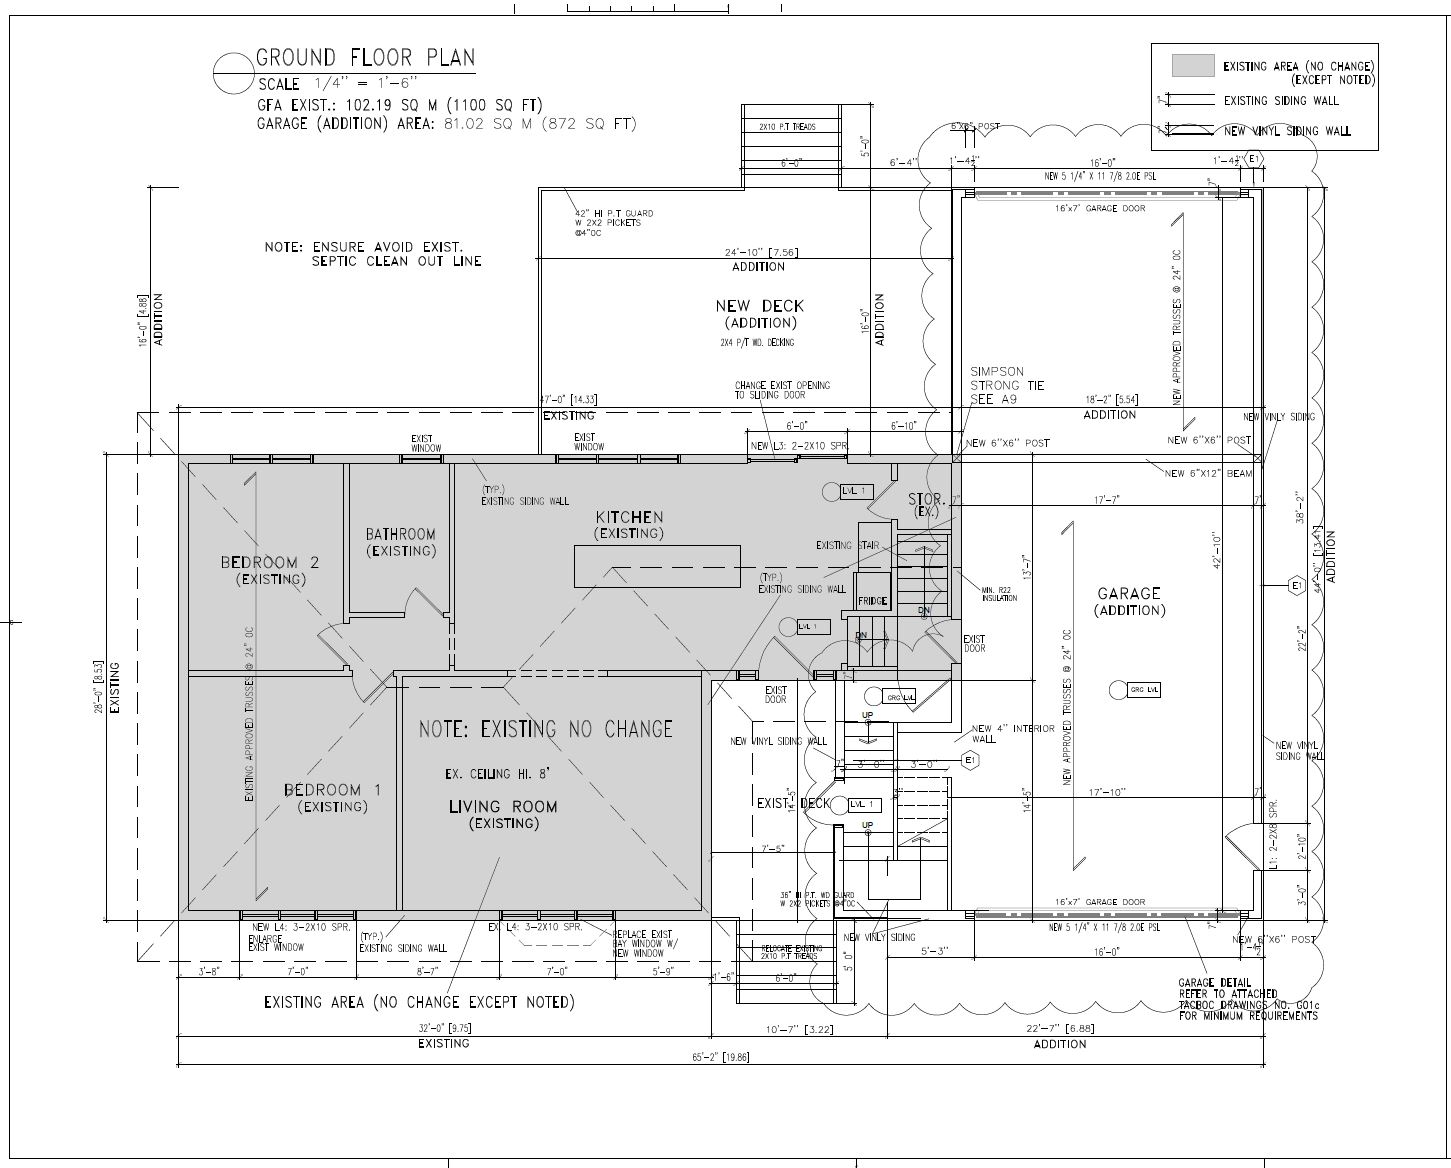 GROUND FLOOR PLAN
SCALE 1/4" = 1'-6"
GFA EXIST.: 102.19 SQ M (1100 SQ FT)
GARAGE (ADDITION) AREA: 81.02 SQ M (872 SQ FT)
EXISTING AREA (NO CHANGE)
(EXCEPT NOTED)
EXISTING SIDING WALL
NEW VINYL SIDING WALL
2X10 P.T TREADS
6'-0"
5'-0"
6'-4"
6"X6" POST
1'-4½"
16'-0"
1'-4½"
E1
NEW 5 1/4" X 11 7/8 2.0E PSL
7"
16'x7' GARAGE DOOR
42" HI P.T GUARD
W 2X2 PICKETS
@4"OC
NOTE: ENSURE AVOID EXIST.
SEPTIC CLEAN OUT LINE
24'-10" [7.56]
ADDITION
NEW DECK
(ADDITION)
2X4 P/T WD. DECKING
16'-0"
ADDITION
16'-0" [4.88]
ADDITION
NEW APPROVED TRUSSES @ 24" OC
SIMPSON
STRONG TIE
SEE A9
CHANGE EXIST OPENING
TO SLIDING DOOR
47'-0" [14.33]
EXISTING
18'-2" [5.54]
ADDITION
NEW VINLY SIDING
6'-0"
6'-10"
EXIST
WINDOW
EXIST
WINDOW
NEW L3: 2-2X10 SPR.
NEW 6"X6" POST
NEW 6"X6" POST
NEW 6"X12" BEAM
(TYP.)
EXISTING SIDING WALL
LVL 1
STOR.
(EX.)
7"
17'-7"
7"
38'-2"
KITCHEN
(EXISTING)
BATHROOM
(EXISTING)
BEDROOM 2
(EXISTING)
EXISTING STAIR
(TYP.)
EXISTING SIDING WALL
FRIDGE
DN
DN
LVL 1
MIN. R22
INSULATION
13'-7"
42'-10"
44'-0" [13.41]
ADDITION
E1
GARAGE
(ADDITION)
EXIST
DOOR
22'-2"
28'-0" [8.53]
EXISTING
EXISTING APPROVED TRUSSES @ 24" OC
NEW APPROVED TRUSSES @ 24" OC
EXIST
DOOR
7"
GRG LVL
GRG LVL
UP
NOTE: EXISTING NO CHANGE
NEW VINYL SIDING WALL
NEW 4" INTERIOR
WALL
NEW VINYL
SIDING WALL
EX. CEILING HI. 8'
7"
3'-0"
3'-0"
E1
BEDROOM 1
(EXISTING)
LIVING ROOM
(EXISTING)
EXIST. DECK
14'-5"
LVL 1
UP
14'-5"
17'-10"
7"
L1: 2-2X8 SPR.
2'-10"
3'-0"
7'-5"
36" HI P.T. WD GUARD
W 2X2 PICKETS @4"OC
16'x7' GARAGE DOOR
NEW L4: 3-2X10 SPR.
ENLARGE
EXIST WINDOW
(TYP.)
EXISTING SIDING WALL
EX. L4: 3-2X10 SPR.
REPLACE EXIST
BAY WINDOW W/
NEW WINDOW
RELOCATE EXISTING
2X10 P.T TREADS
NEW VINLY SIDING
NEW 5 1/4" X 11 7/8 2.0E PSL
7"
NEW 6"X6" POST
3'-8"
7'-0"
8'-7"
7'-0"
5'-9"
1'-6"
6'-0"
5'-0"
5'-3"
16'-0"
EXISTING AREA (NO CHANGE EXCEPT NOTED)
GARAGE DETAIL
REFER TO ATTACHED
TACBOC DRAWINGS NO. G01c
FOR MINIMUM REQUIREMENTS
32'-0" [9.75]
EXISTING
10'-7" [3.22]
22'-7" [6.88]
ADDITION
65'-2" [19.86]